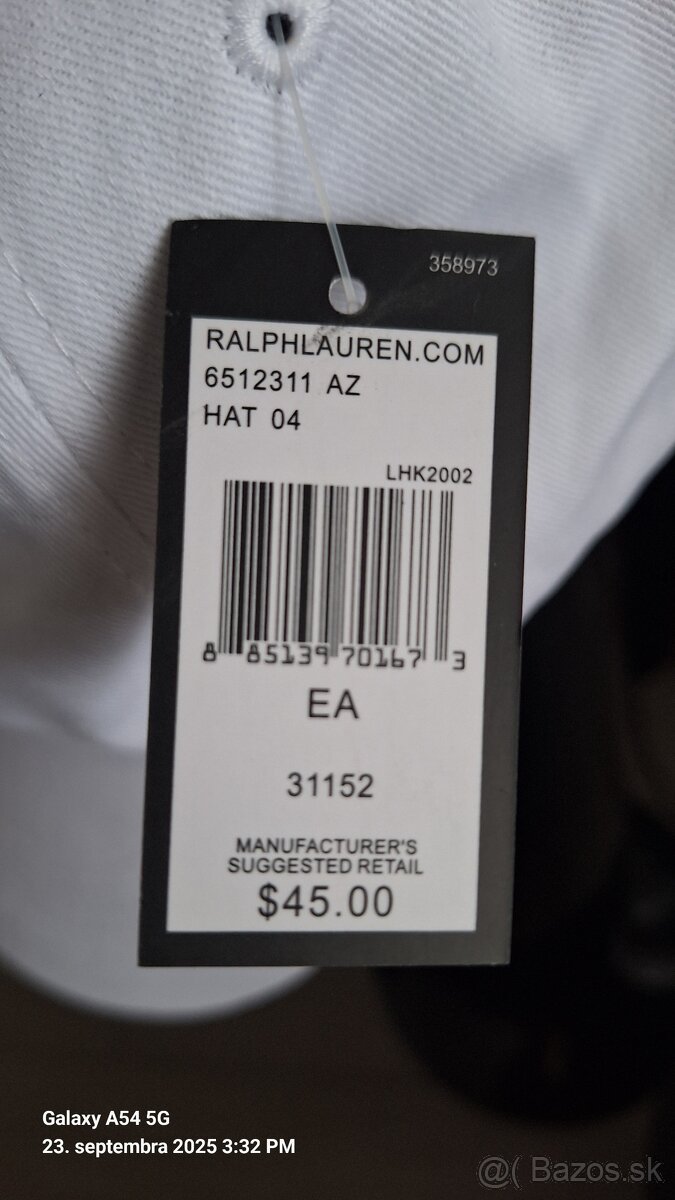 358973
RALPHLAUREN.COM
6512311 AZ
HAT 04
LHK2002
8 85139 70167 3
EA
31152
MANUFACTURER'S
SUGGESTED RETAIL
$45.00
Galaxy A54 5G
23. septembra 2025 3:32 PM
@( Bazos.sk